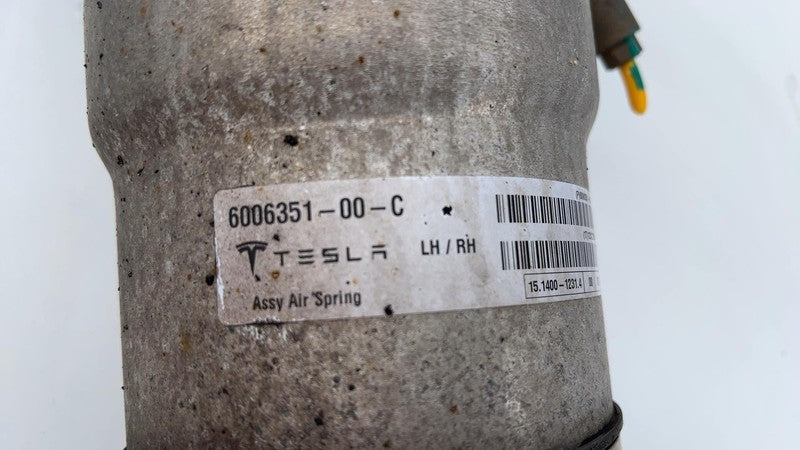 6006351-00-C
TESLA LH / RH
Assy Air Spring
15.1400-1231.4